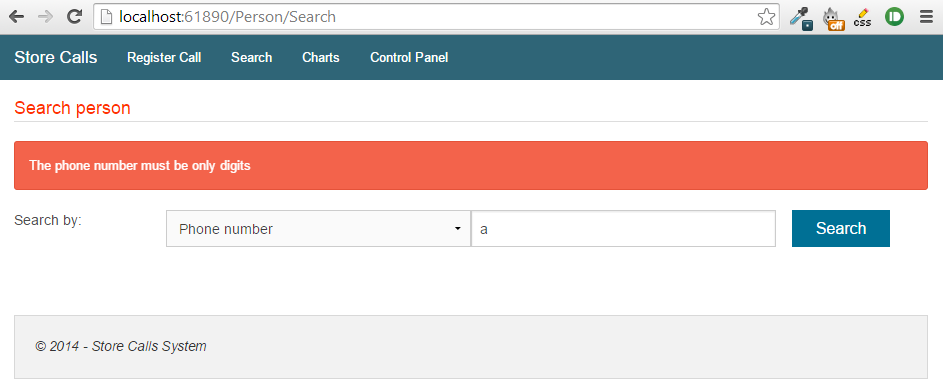 localhost:61890/Person/Search
off
css
Store Calls Register Call Search Charts Control Panel
Search person
The phone number must be only digits
Search by: Phone number a Search
© 2014 - Store Calls System